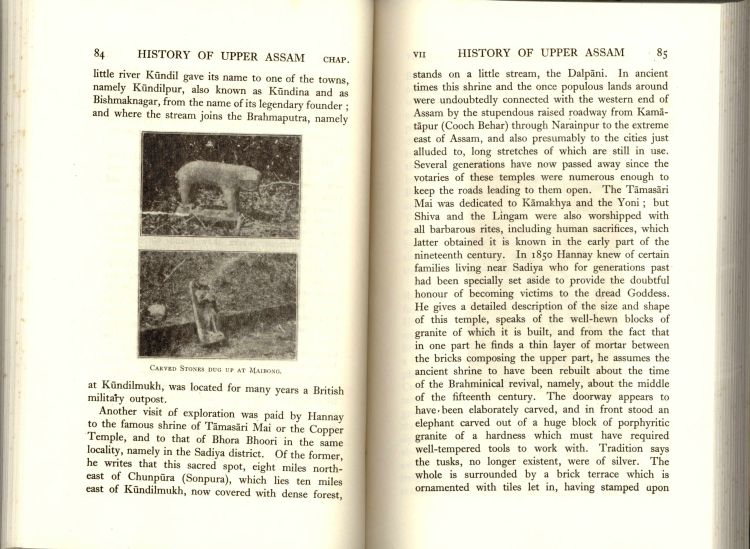 84 HISTORY OF UPPER ASSAM CHAP.
little river Kūndil gave its name to one of the towns,
namely Kūndilpur, also known as Kūndina and as
Bishmaknagar, from the name of its legendary founder ;
and where the stream joins the Brahmaputra, namely
CARVED STONES DUG UP AT MAIBONG.
at Kūndilmukh, was located for many years a British
military outpost.
Another visit of exploration was paid by Hannay
to the famous shrine of Tāmasāri Mai or the Copper
Temple, and to that of Bhora Bhoori in the same
locality, namely in the Sadiya district. Of the former,
he writes that this sacred spot, eight miles north-
east of Chunpūra (Sonpura), which lies ten miles
east of Kūndilmukh, now covered with dense forest,
VII HISTORY OF UPPER ASSAM 85
stands on a little stream, the Dalpāni. In ancient
times this shrine and the once populous lands around
were undoubtedly connected with the western end of
Assam by the stupendous raised roadway from Kamā-
tāpur (Cooch Behar) through Narainpur to the extreme
east of Assam, and also presumably to the cities just
alluded to, long stretches of which are still in use.
Several generations have now passed away since the
votaries of these temples were numerous enough to
keep the roads leading to them open. The Tāmasāri
Mai was dedicated to Kāmakhya and the Yoni ; but
Shiva and the Lingam were also worshipped with
all barbarous rites, including human sacrifices, which
latter obtained it is known in the early part of the
nineteenth century. In 1850 Hannay knew of certain
families living near Sadiya who for generations past
had been specially set aside to provide the doubtful
honour of becoming victims to the dread Goddess.
He gives a detailed description of the size and shape
of this temple, speaks of the well-hewn blocks of
granite of which it is built, and from the fact that
in one part he finds a thin layer of mortar between
the bricks composing the upper part, he assumes the
ancient shrine to have been rebuilt about the time
of the Brahminical revival, namely, about the middle
of the fifteenth century. The doorway appears to
have been elaborately carved, and in front stood an
elephant carved out of a huge block of porphyritic
granite of a hardness which must have required
well-tempered tools to work with. Tradition says
the tusks, no longer existent, were of silver. The
whole is surrounded by a brick terrace which is
ornamented with tiles let in, having stamped upon